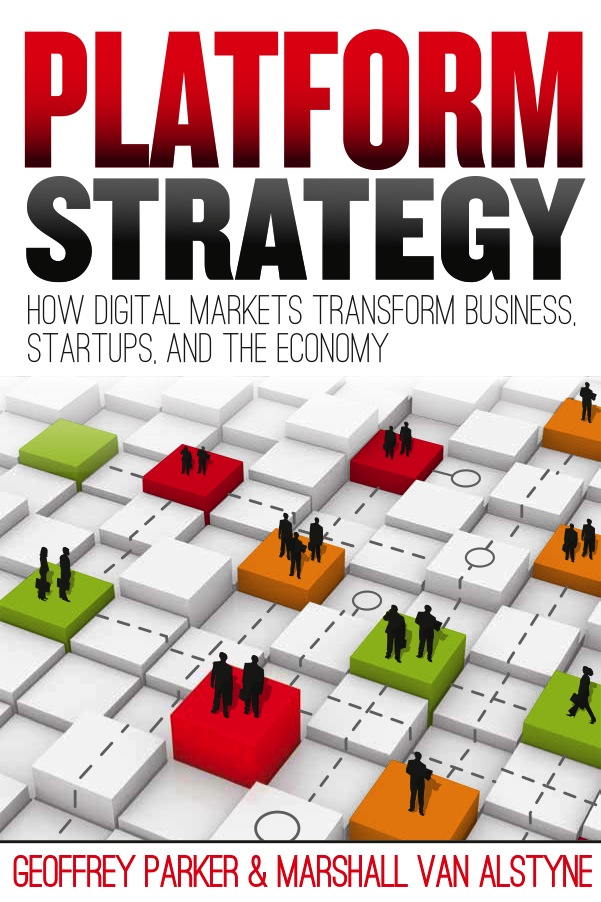 PLATFORM
STRATEGY
HOW DIGITAL MARKETS TRANSFORM BUSINESS,
STARTUPS, AND THE ECONOMY
GEOFFREY PARKER & MARSHALL VAN ALSTYNE